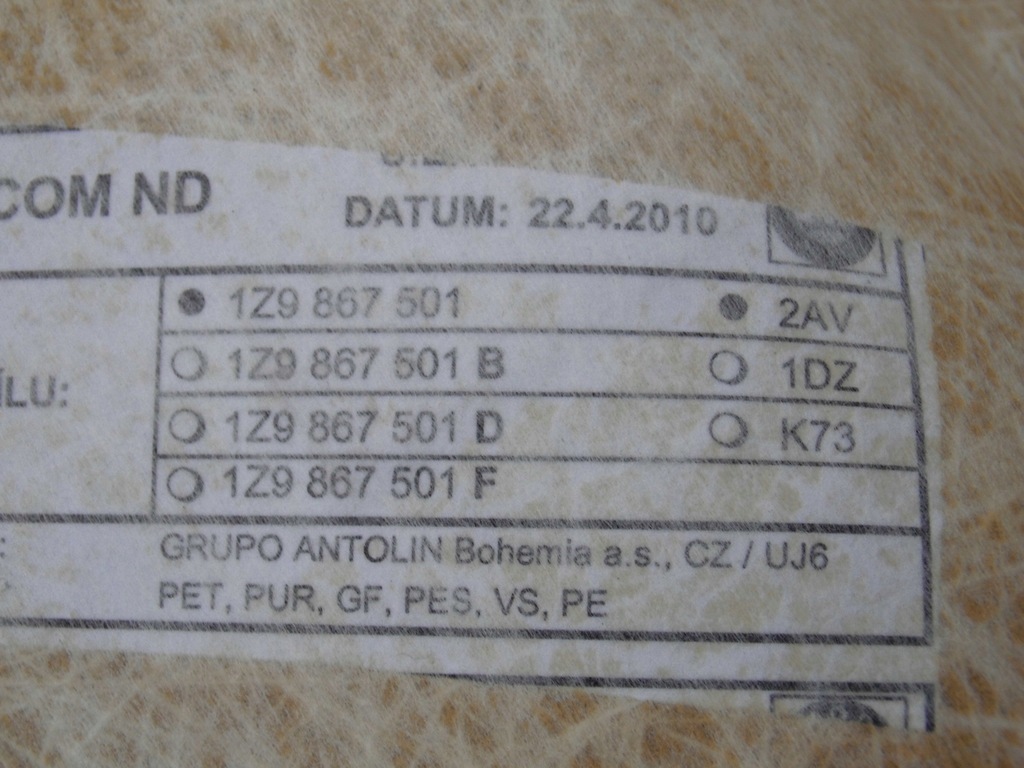 COM ND
DATUM: 22.4.2010
1Z9 867 501 2AV
1Z9 867 501 B 1DZ
ÍLU:
1Z9 867 501 D K73
1Z9 867 501 F
: GRUPO ANTOLIN Bohemia a.s., CZ / UJ6
PET, PUR, GF, PES, VS, PE